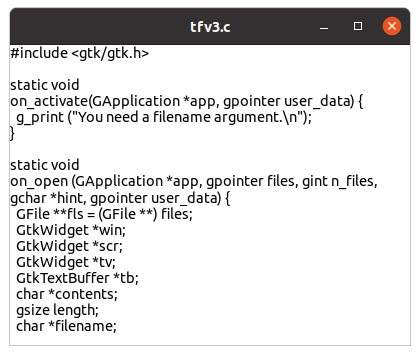 tfv3.c
#include <gtk/gtk.h>
static void
on_activate(GApplication *app, gpointer user_data) {
  g_print ("You need a filename argument.\n");
}
static void
on_open (GApplication *app, gpointer files, gint n_files,
gchar *hint, gpointer user_data) {
  GFile **fls = (GFile **) files;
  GtkWidget *win;
  GtkWidget *scr;
  GtkWidget *tv;
  GtkTextBuffer *tb;
  char *contents;
  gsize length;
  char *filename;